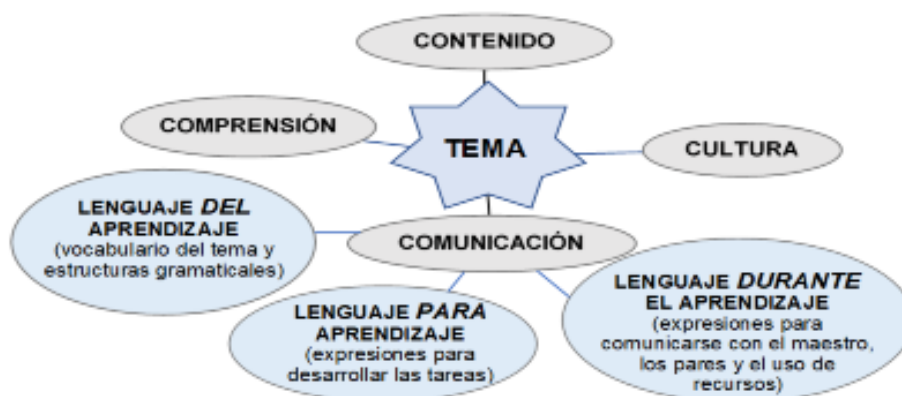 CONTENIDO
COMPRENSIÓN
TEMA
CULTURA
LENGUAJE DEL
APRENDIZAJE
(vocabulario del tema y
estructuras gramaticales)
COMUNICACIÓN
LENGUAJE PARA
APRENDIZAJE
(expresiones para
desarrollar las tareas)
LENGUAJE DURANTE
EL APRENDIZAJE
(expresiones para
comunicarse con el maestro,
los pares y el uso de
recursos)